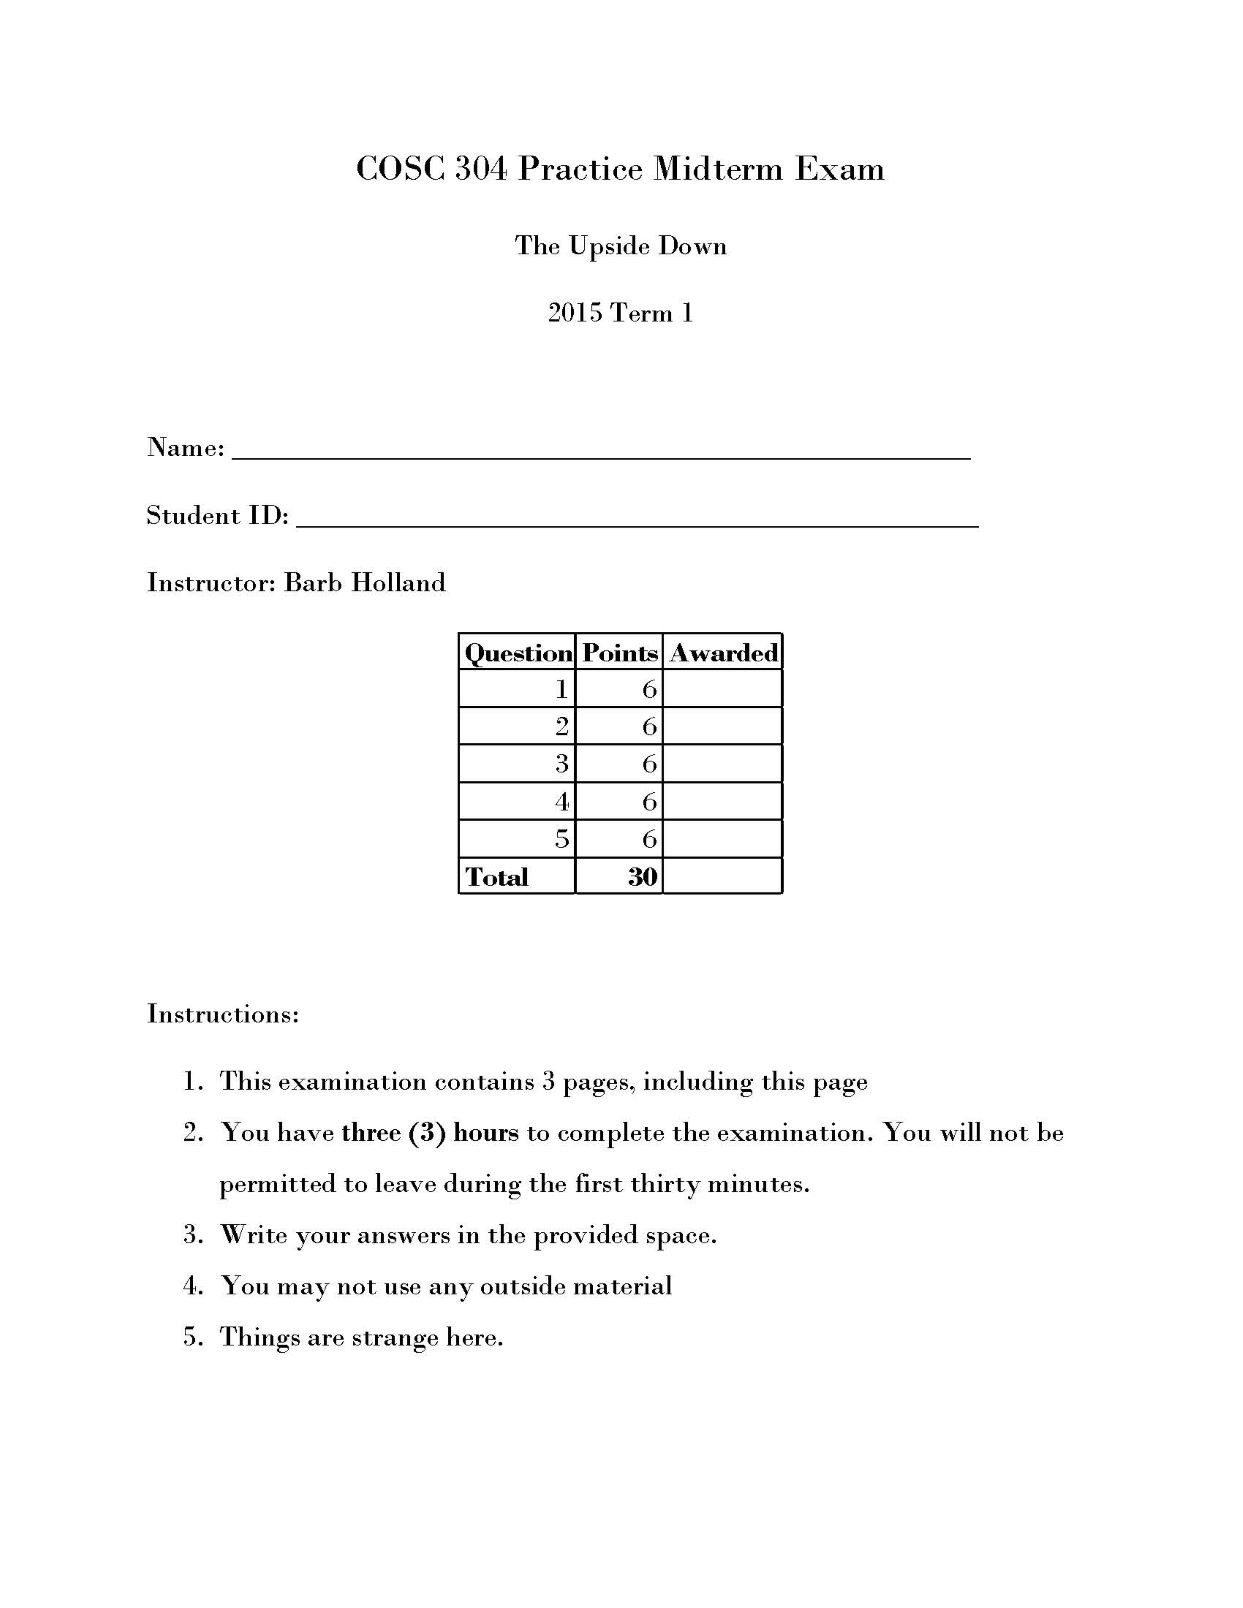 COSC 304 Practice Midterm Exam
The Upside Down
2015 Term 1
Name: ____________________
Student ID: ____________________
Instructor: Barb Holland
Question Points Awarded
1 6
2 6
3 6
4 6
5 6
Total 30
Instructions:
1. This examination contains 3 pages, including this page
2. You have three (3) hours to complete the examination. You will not be
permitted to leave during the first thirty minutes.
3. Write your answers in the provided space.
4. You may not use any outside material
5. Things are strange here.